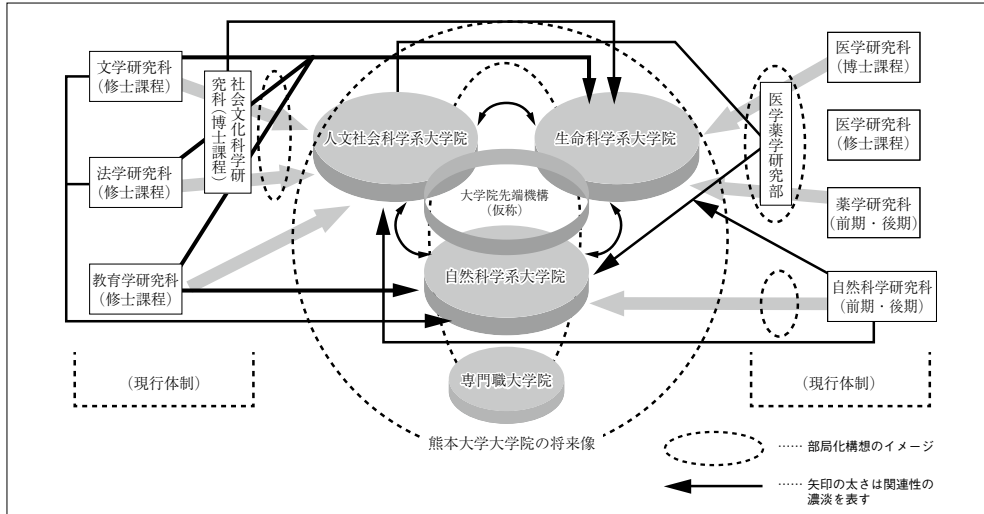 文学研究科
(修士課程)
法学研究科
(修士課程)
教育学研究科
(修士課程)
社会文化科学研
究科(博士課程)
(現行体制)
人文社会科学系大学院
生命科学系大学院
大学院先端機構
(仮称)
自然科学系大学院
専門職大学院
熊本大学大学院の将来像
医学薬学研究部
医学研究科
(博士課程)
医学研究科
(修士課程)
薬学研究科
(前期・後期)
自然科学研究科
(前期・後期)
(現行体制)
…… 部局化構想のイメージ
…… 矢印の太さは関連性の
濃淡を表す